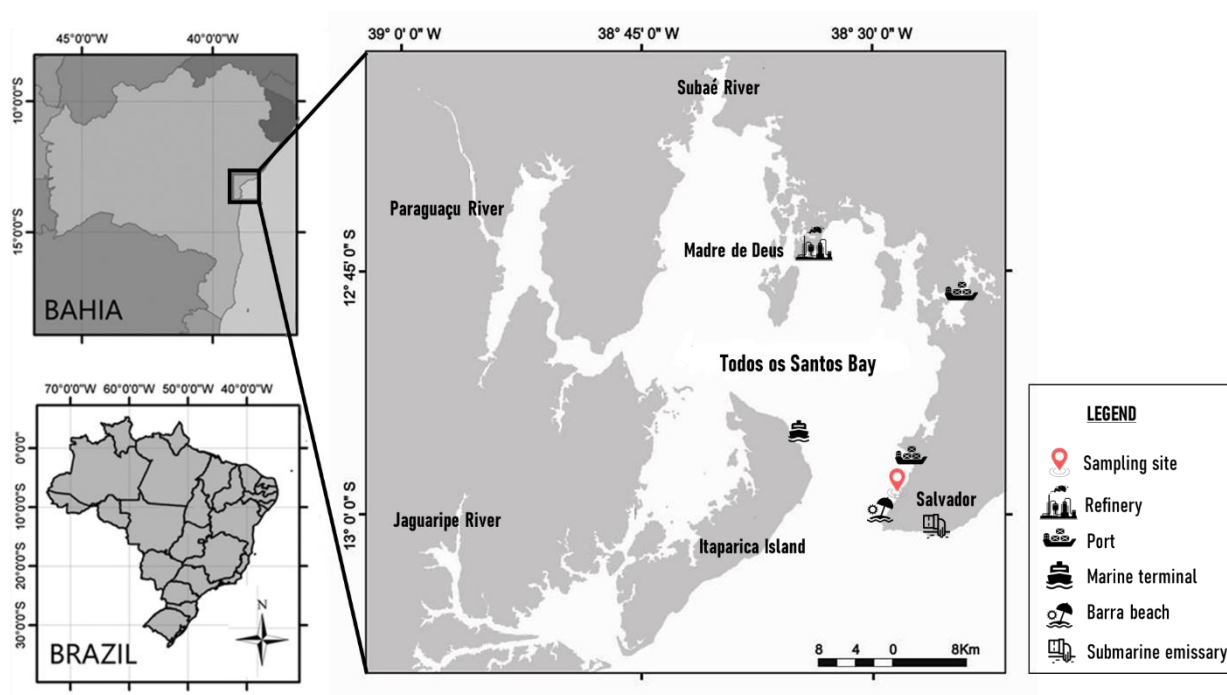 45°0'0"W 40°0'0"W
10°0'0"S
15°0'0"S
BAHIA
70°0'0"W 60°0'0"W 50°0'0"W 40°0'0"W
0°0'0"
10°0'0"S
20°0'0"S
30°0'0"S
N
BRAZIL
39°0'0" W 38°45'0" W 38°30'0" W
12° 45' 0" S
13° 0'0" S
Subaé River
Paraguaçu River
Madre de Deus
Todos os Santos Bay
Salvador
Jaguaripe River
Itaparica Island
8 4 0 8Km
LEGEND
Sampling site
Refinery
Port
Marine terminal
Barra beach
Submarine emissary